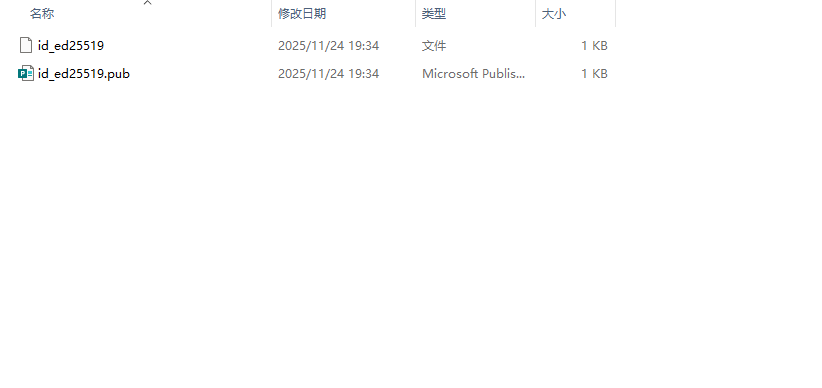 名称 修改日期 类型 大小
id_ed25519 2025/11/24 19:34 文件 1 KB
id_ed25519.pub 2025/11/24 19:34 Microsoft Publis... 1 KB